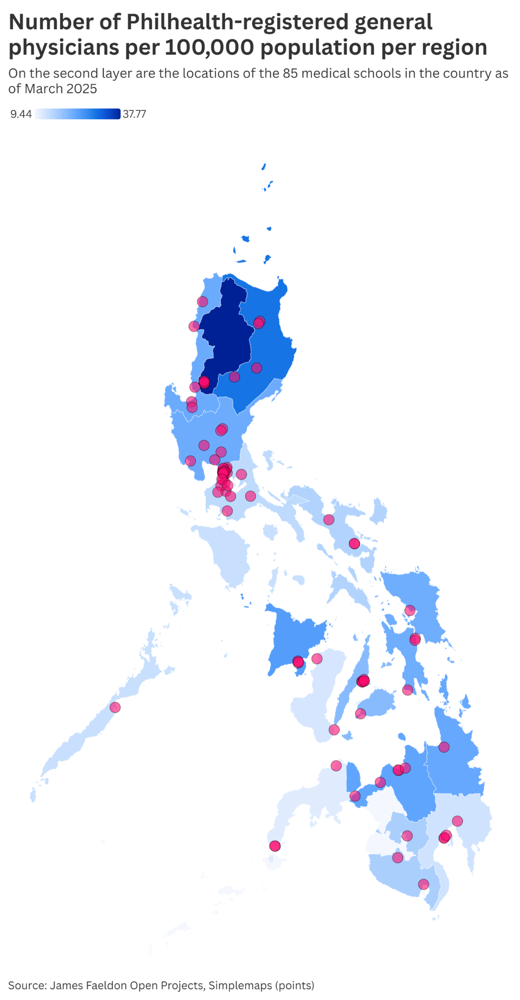 Number of Philhealth-registered general
physicians per 100,000 population per region
On the second layer are the locations of the 85 medical schools in the country as
of March 2025
9.44 37.77
Source: James Faeldon Open Projects, Simplemaps (points)